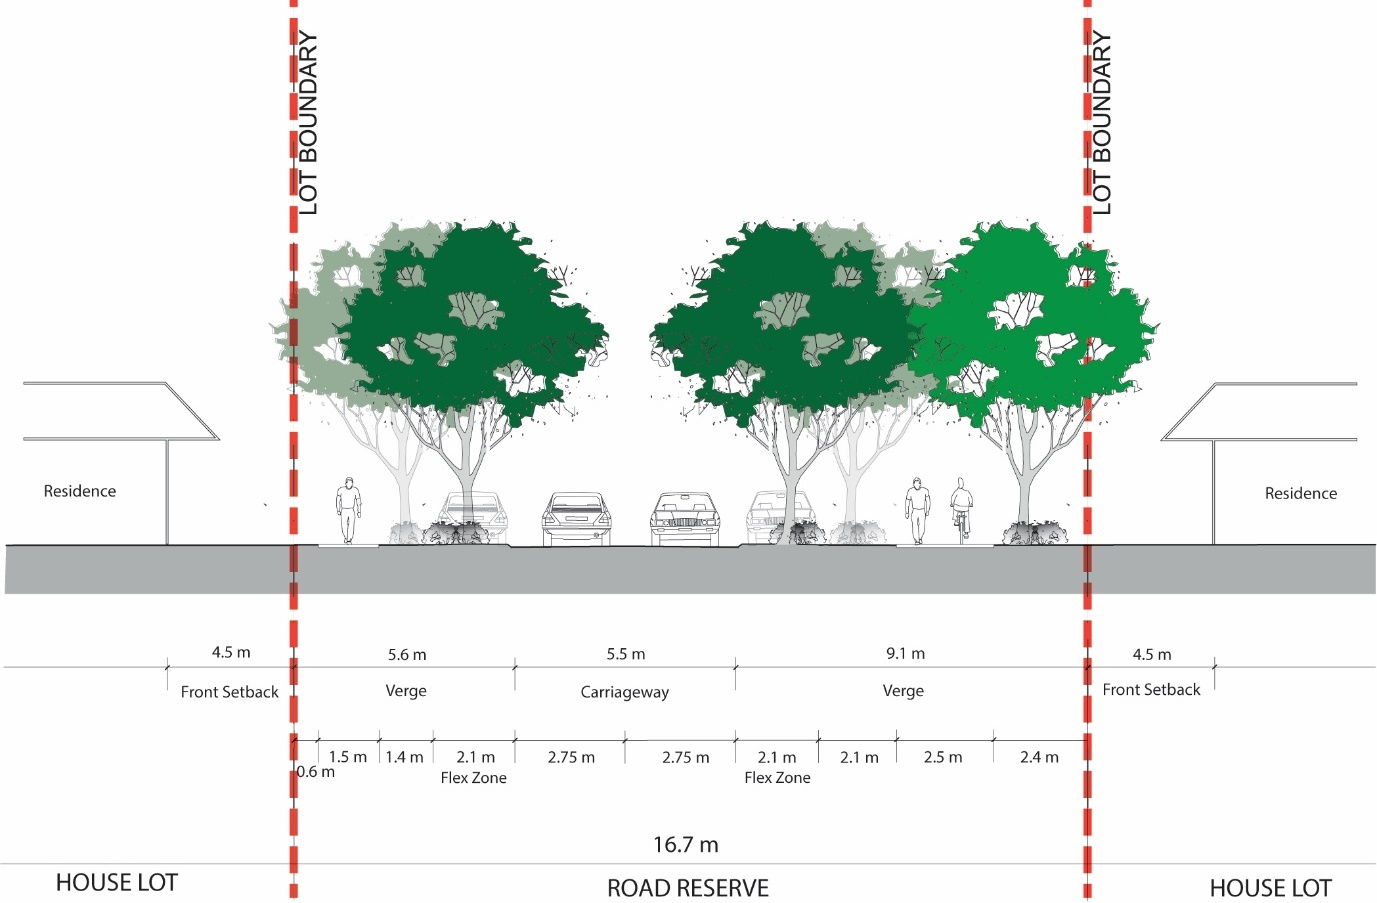 LOT BOUNDARY
LOT BOUNDARY
Residence
Residence
4.5 m
5.6 m
5.5 m
9.1 m
4.5 m
Front Setback
Verge
Carriageway
Verge
Front Setback
0.6 m
1.5 m
1.4 m
2.1 m
2.75 m
2.75 m
2.1 m
2.1 m
2.5 m
2.4 m
Flex Zone
Flex Zone
16.7 m
HOUSE LOT
ROAD RESERVE
HOUSE LOT